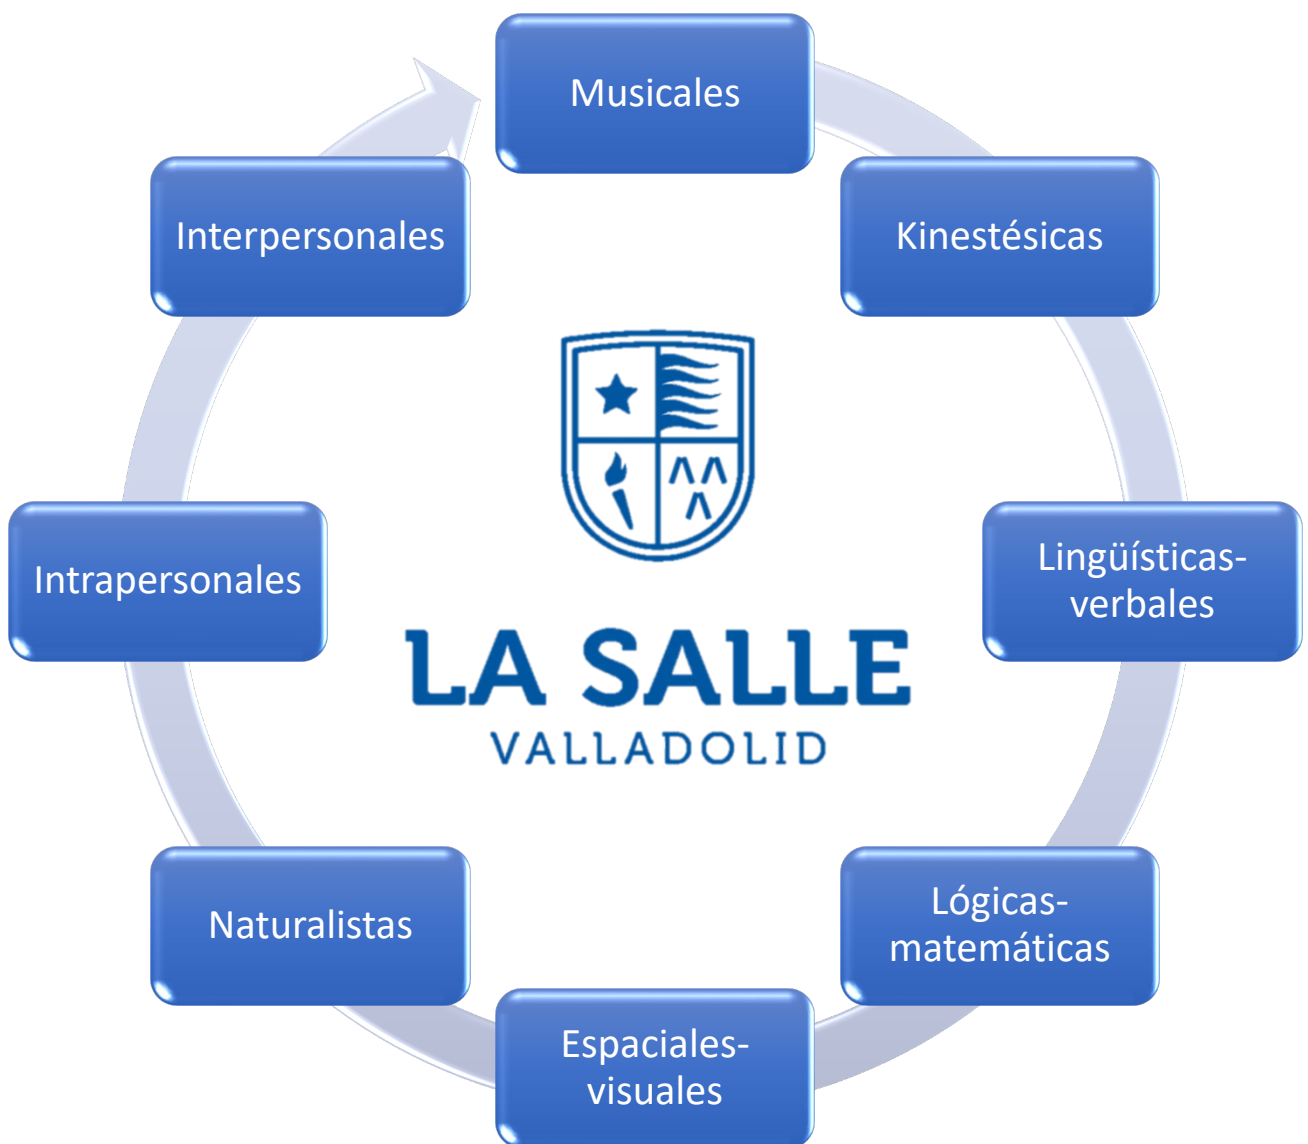 Musicales
Kinestésicas
Lingüísticas-
verbales
Lógicas-
matemáticas
Espaciales-
visuales
Naturalistas
Intrapersonales
Interpersonales
LA SALLE
VALLADOLID